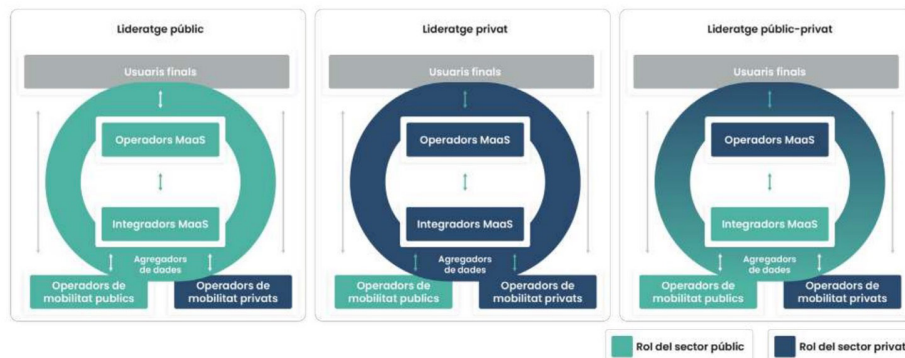 Lideratge públic
Usuaris finals
Operadors MaaS
Integradors MaaS
Agregadors
de dades
Operadors de
mobilitat publics
Operadors de
mobilitat privats
Lideratge privat
Usuaris finals
Operadors MaaS
Integradors MaaS
Agregadors
de dades
Operadors de
mobilitat publics
Operadors de
mobilitat privats
Lideratge públic-privat
Usuaris finals
Operadors MaaS
Integradors MaaS
Agregadors
de dades
Operadors de
mobilitat publics
Operadors de
mobilitat privats
Rol del sector públic
Rol del sector privat